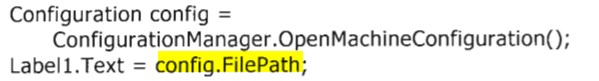 Configuration config =
ConfigurationManager.OpenMachineConfiguration();
Label1.Text = config.FilePath;